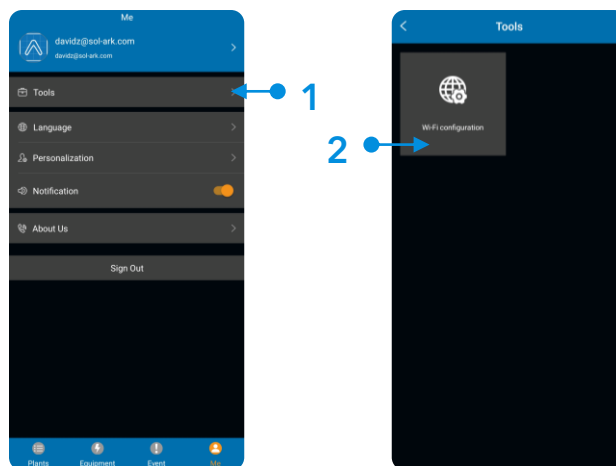 Me
davidz@sol-ark.com
davidz@sol-ark.com
Tools
1
Language
Personalization
Notification
About Us
Sign Out
Plants
Equipment
Event
Me
Tools
Wi-Fi configuration
2